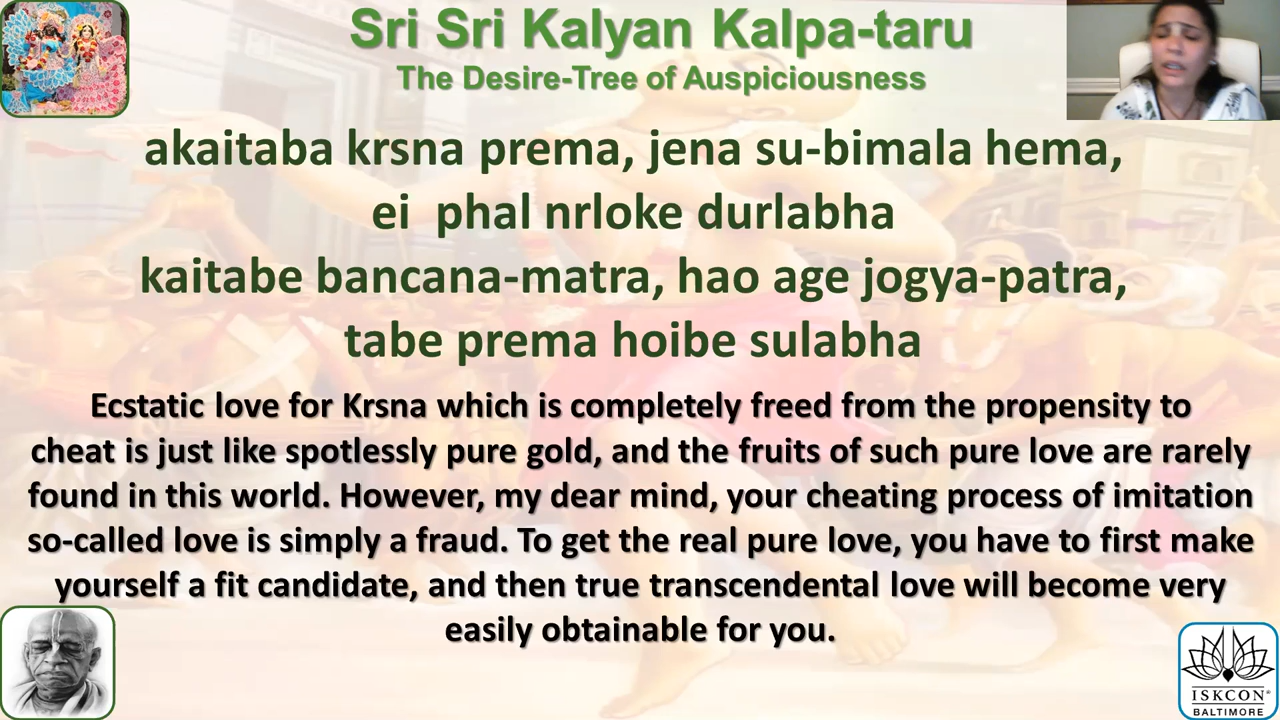 Sri Sri Kalyan Kalpa-taru
The Desire-Tree of Auspiciousness
akaitaba krsna prema, jena su-bimala hema,
ei phal nrloke durlabha
kaitabe bancana-matra, hao age jogya-patra,
tabe prema hoibe sulabha
Ecstatic love for Krsna which is completely freed from the propensity to
cheat is just like spotlessly pure gold, and the fruits of such pure love are rarely
found in this world. However, my dear mind, your cheating process of imitation
so-called love is simply a fraud. To get the real pure love, you have to first make
yourself a fit candidate, and then true transcendental love will become very
easily obtainable for you.
ISKCON®
BALTIMORE